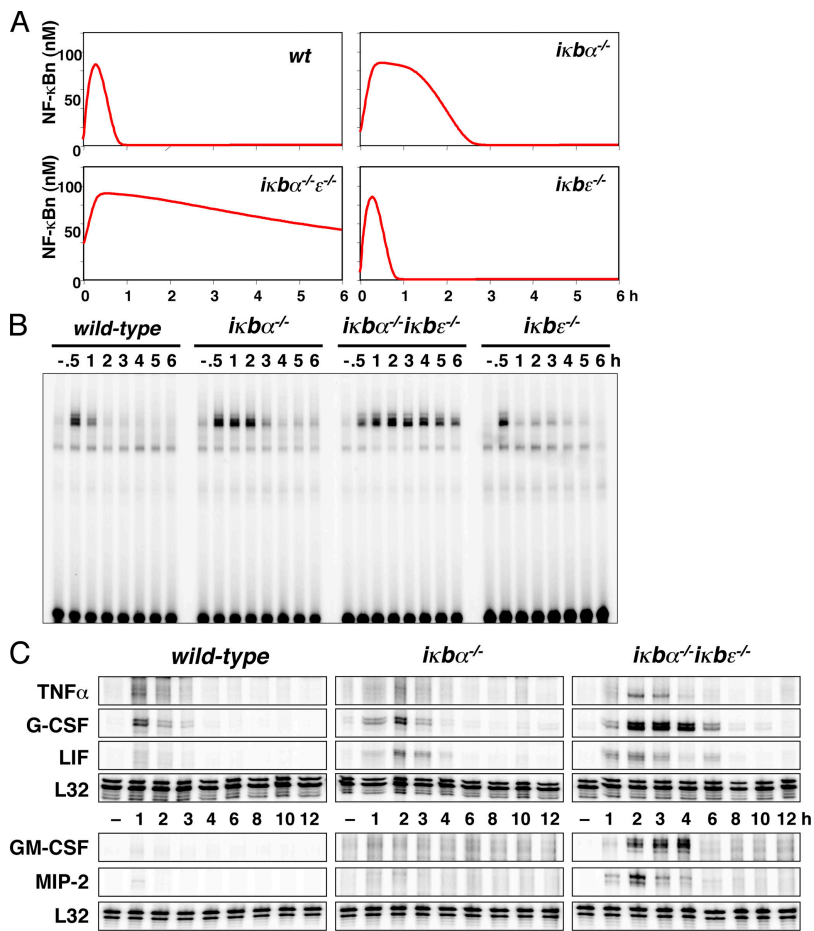 A
NF-κBn (nM)
100
50
0
wt
iκbα-/-
NF-κBn (nM)
100
50
0
iκbα-/-ε-/-
iκbε-/-
0 1 2 3 4 5 6
0 1 2 3 4 5 6 h
B
wild-type iκbα-/- iκbα-/-iκbε-/- iκbε-/-
- .5 1 2 3 4 5 6 - .5 1 2 3 4 5 6 - .5 1 2 3 4 5 6 - .5 1 2 3 4 5 6 h
C
wild-type iκbα-/- iκbα-/-iκbε-/-
TNFα
G-CSF
LIF
L32
– 1 2 3 4 6 8 10 12 – 1 2 3 4 6 8 10 12 – 1 2 3 4 6 8 10 12 h
GM-CSF
MIP-2
L32